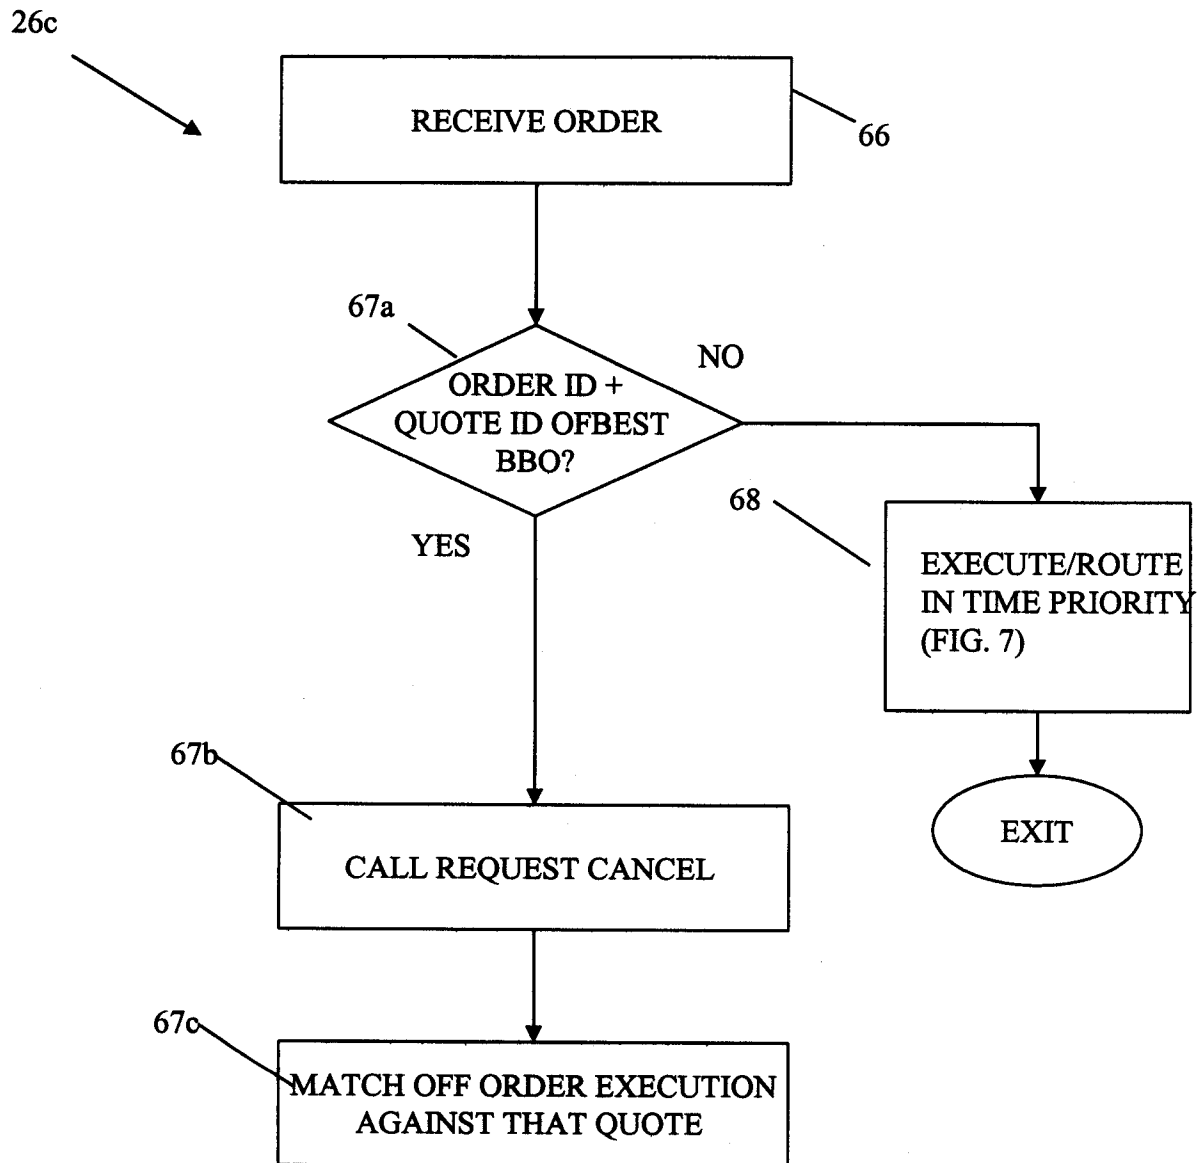 26c
RECEIVE ORDER
66
67a
NO
ORDER ID +
QUOTE ID OFBEST
BBO?
68
YES
EXECUTE/ROUTE
IN TIME PRIORITY
(FIG. 7)
67b
EXIT
CALL REQUEST CANCEL
67c
MATCH OFF ORDER EXECUTION
AGAINST THAT QUOTE